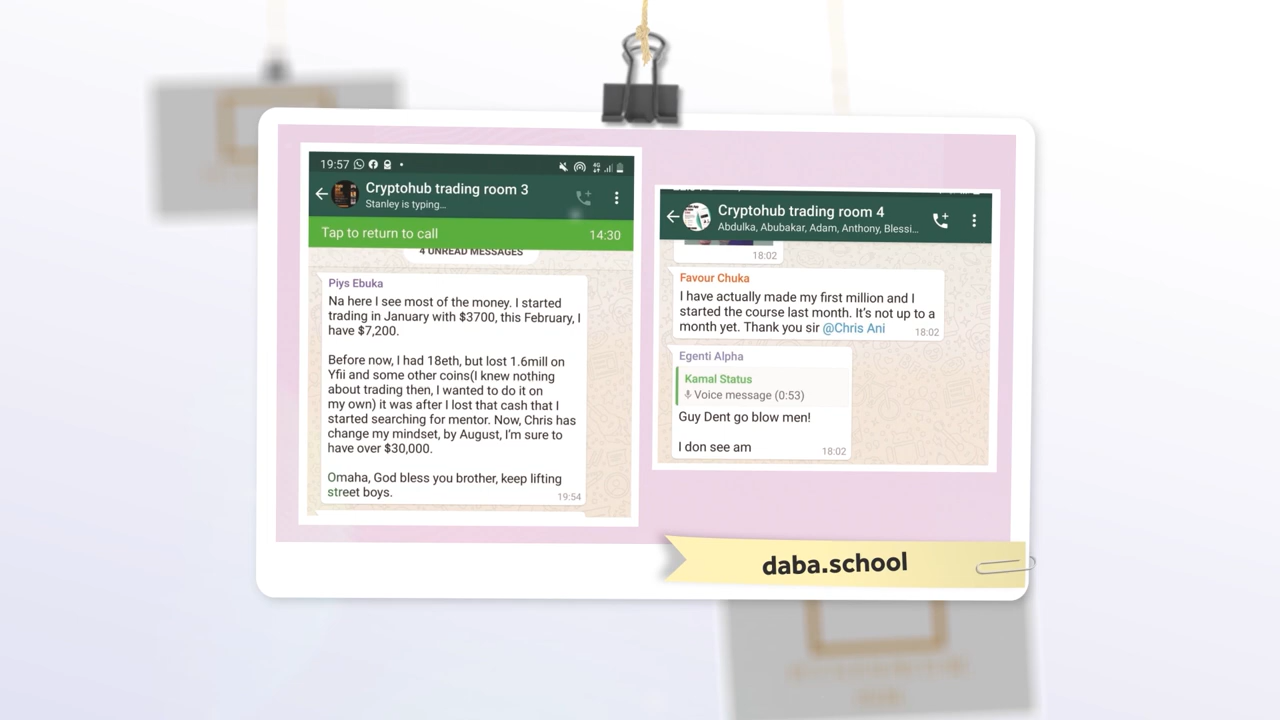 19:57
Cryptohub trading room 3
Stanley is typing...
Tap to return to call 14:30
4 UNREAD MESSAGES
Piys Ebuka
Na here I see most of the money. I started
trading in January with $3700, this February, I
have $7,200.
Before now, I had 18eth, but lost 1.6mill on
Yfii and some other coins(I knew nothing
about trading then, I wanted to do it on
my own) it was after I lost that cash that I
started searching for mentor. Now, Chris has
change my mindset, by August, I'm sure to
have over $30,000.
Omaha, God bless you brother, keep lifting
street boys.
19:54
Cryptohub trading room 4
Abdulka, Abubakar, Adam, Anthony, Blessi...
18:02
Favour Chuka
I have actually made my first million and I
started the course last month. It's not up to a
month yet. Thank you sir @Chris Ani
18:02
Egenti Alpha
Kamal Status
Voice message (0:53)
Guy Dent go blow men!
I don see am
18:02
daba.school